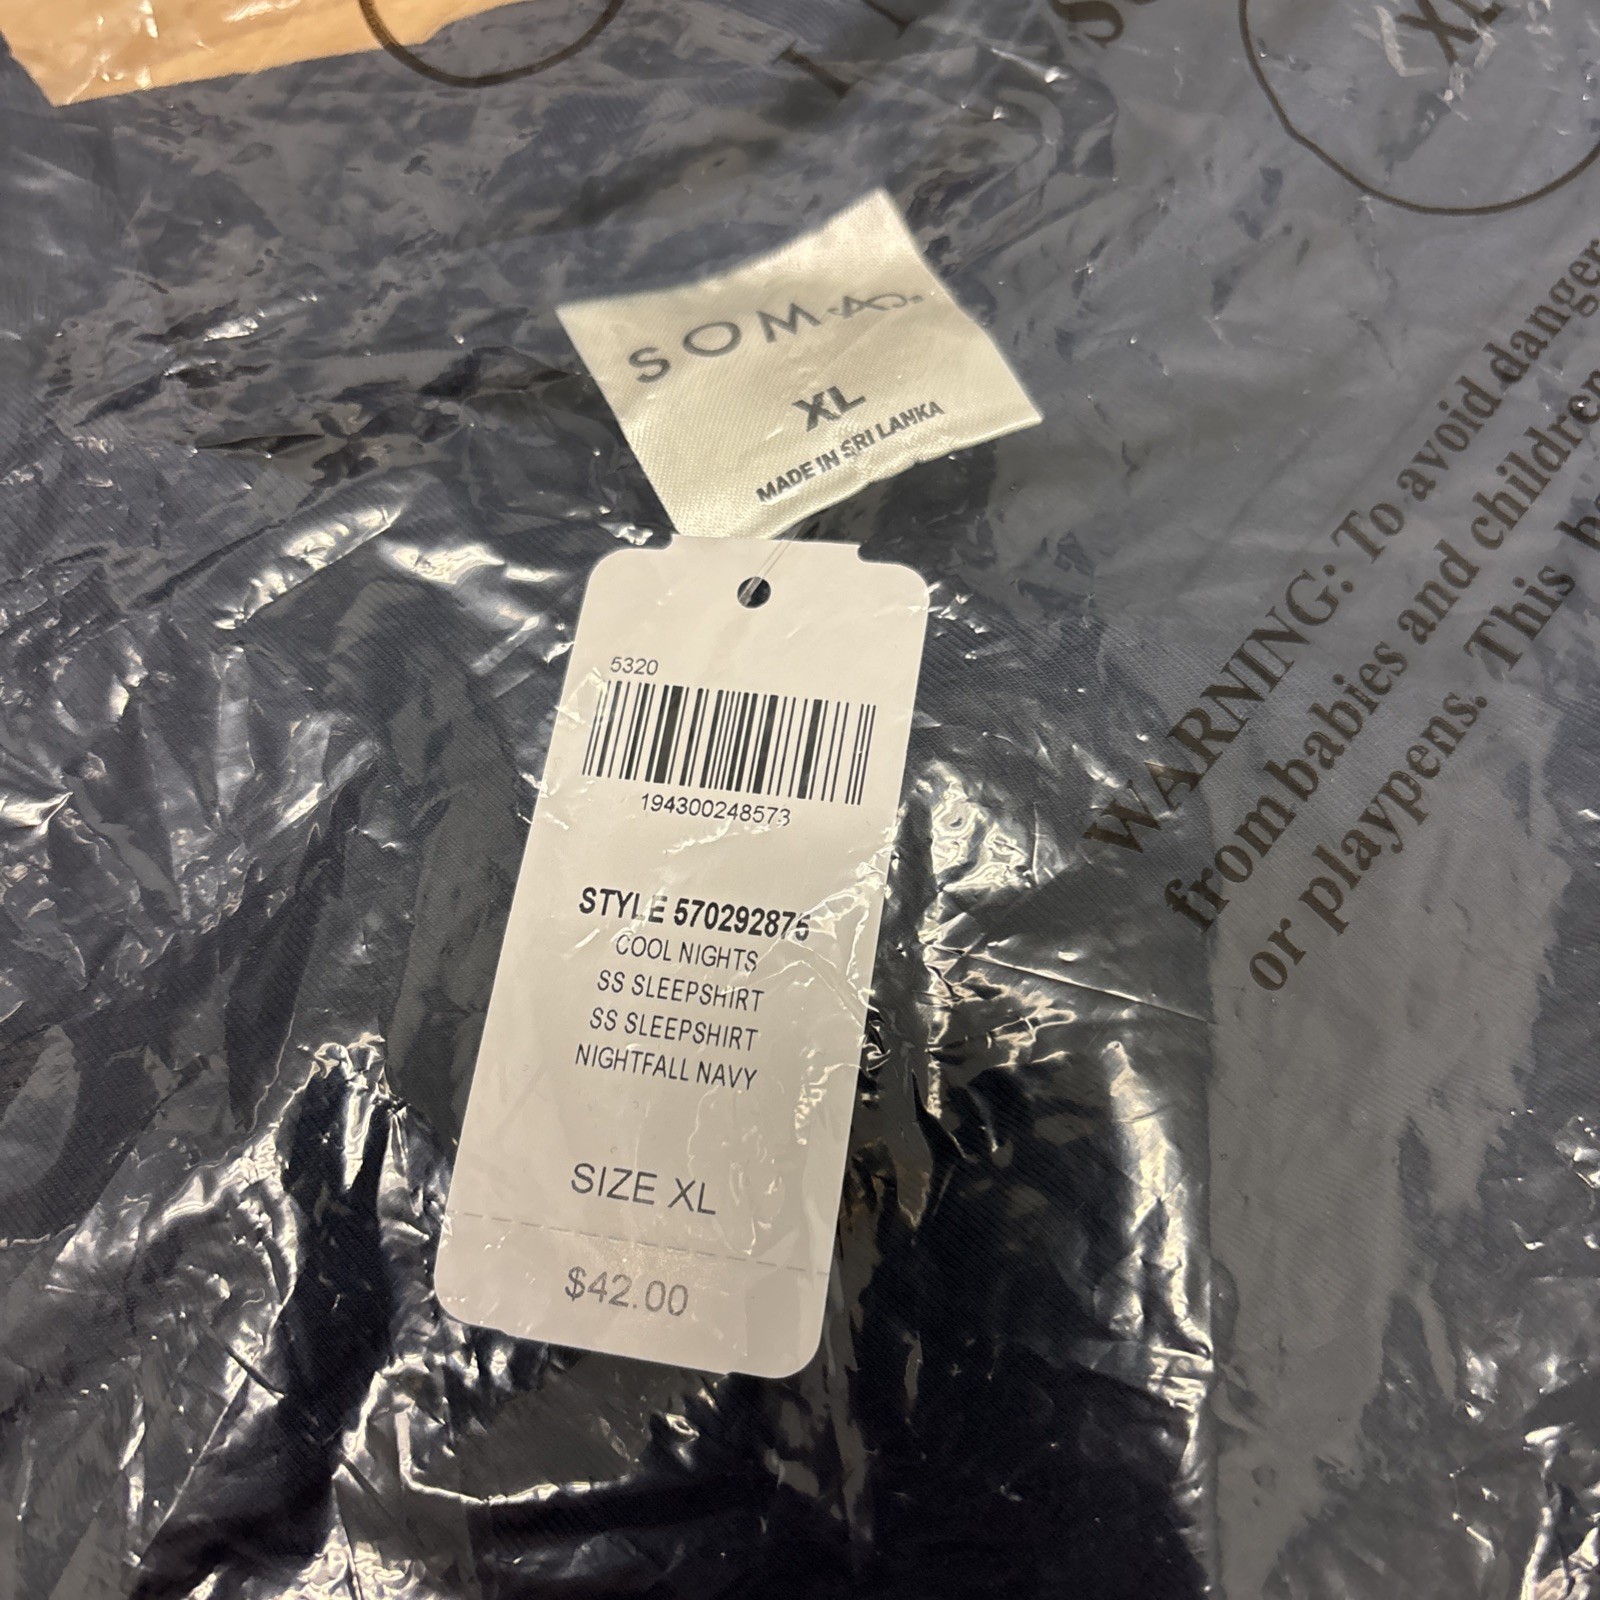 XL
SOMA
XL
MADE IN SRI LANKA
5320
194300248573
STYLE 570292875
COOL NIGHTS
SS SLEEPSHIRT
SS SLEEPSHIRT
NIGHTFALL NAVY
SIZE XL
$42.00
WARNING: To avoid danger
from babies and children
or playpens. This